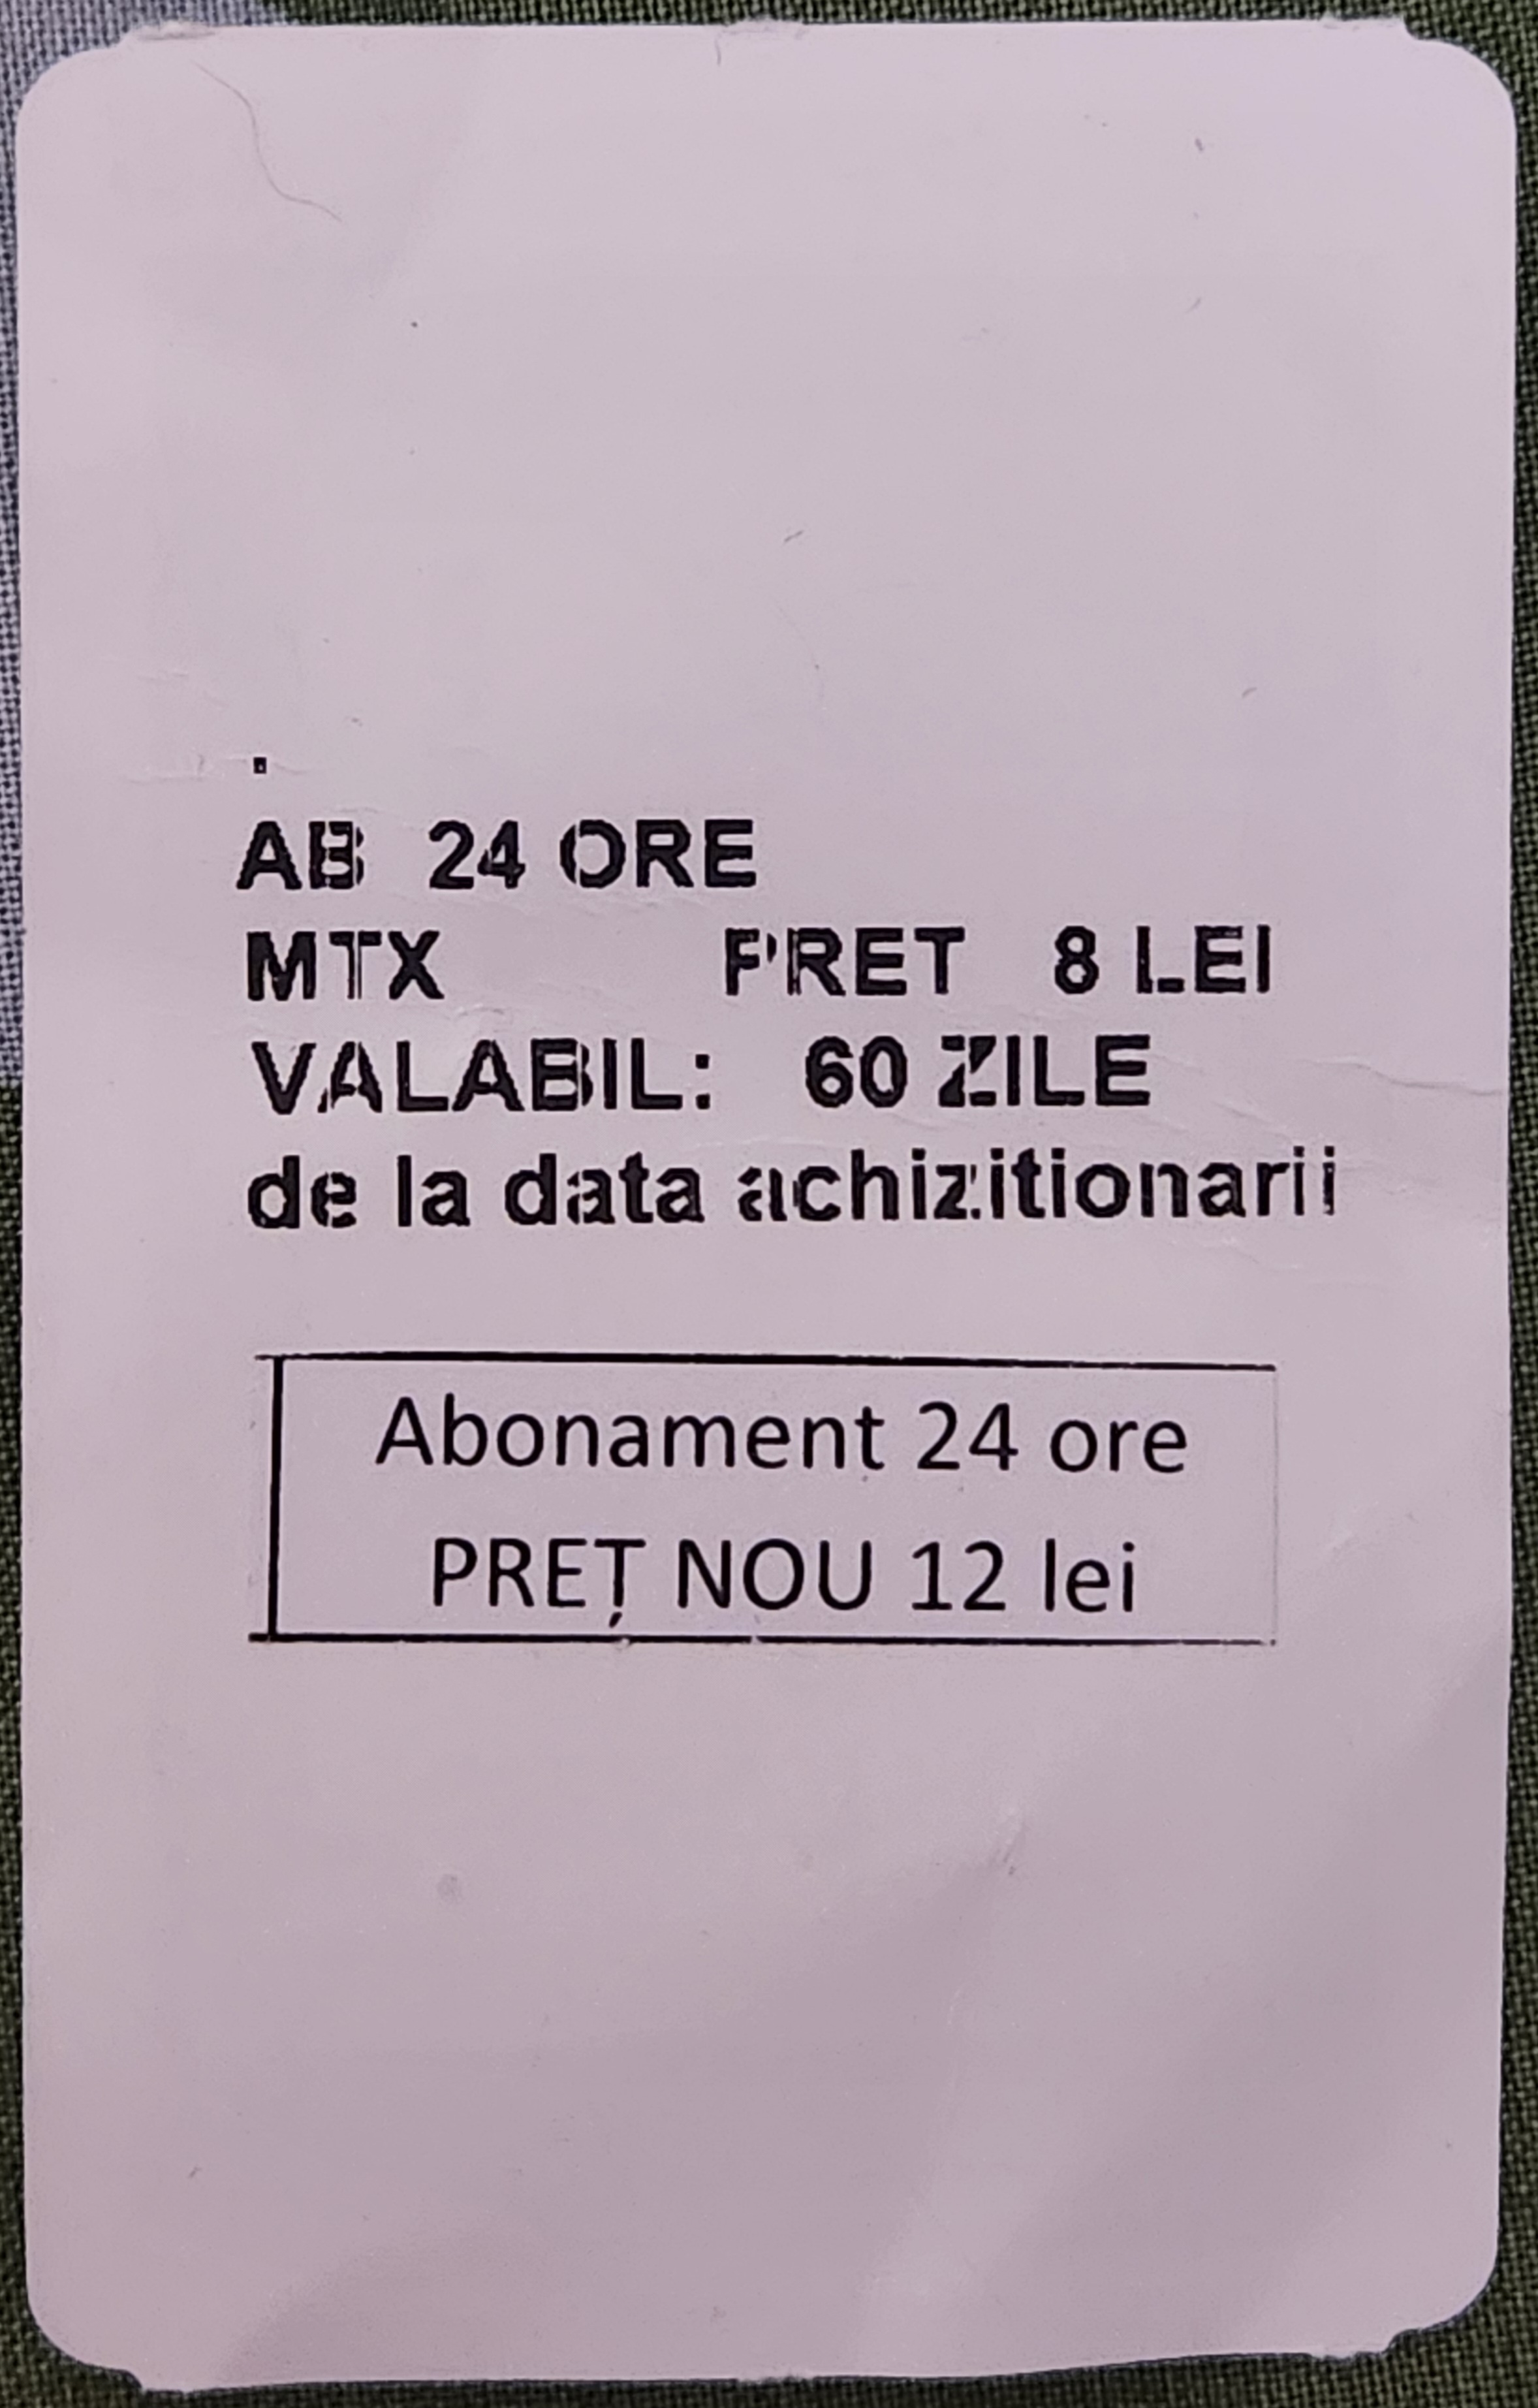 .
AB 24 ORE
MTX PRET 8 LEI
VALABIL: 60 ZILE
de la data achizitionarii
Abonament 24 ore
PREȚ NOU 12 lei